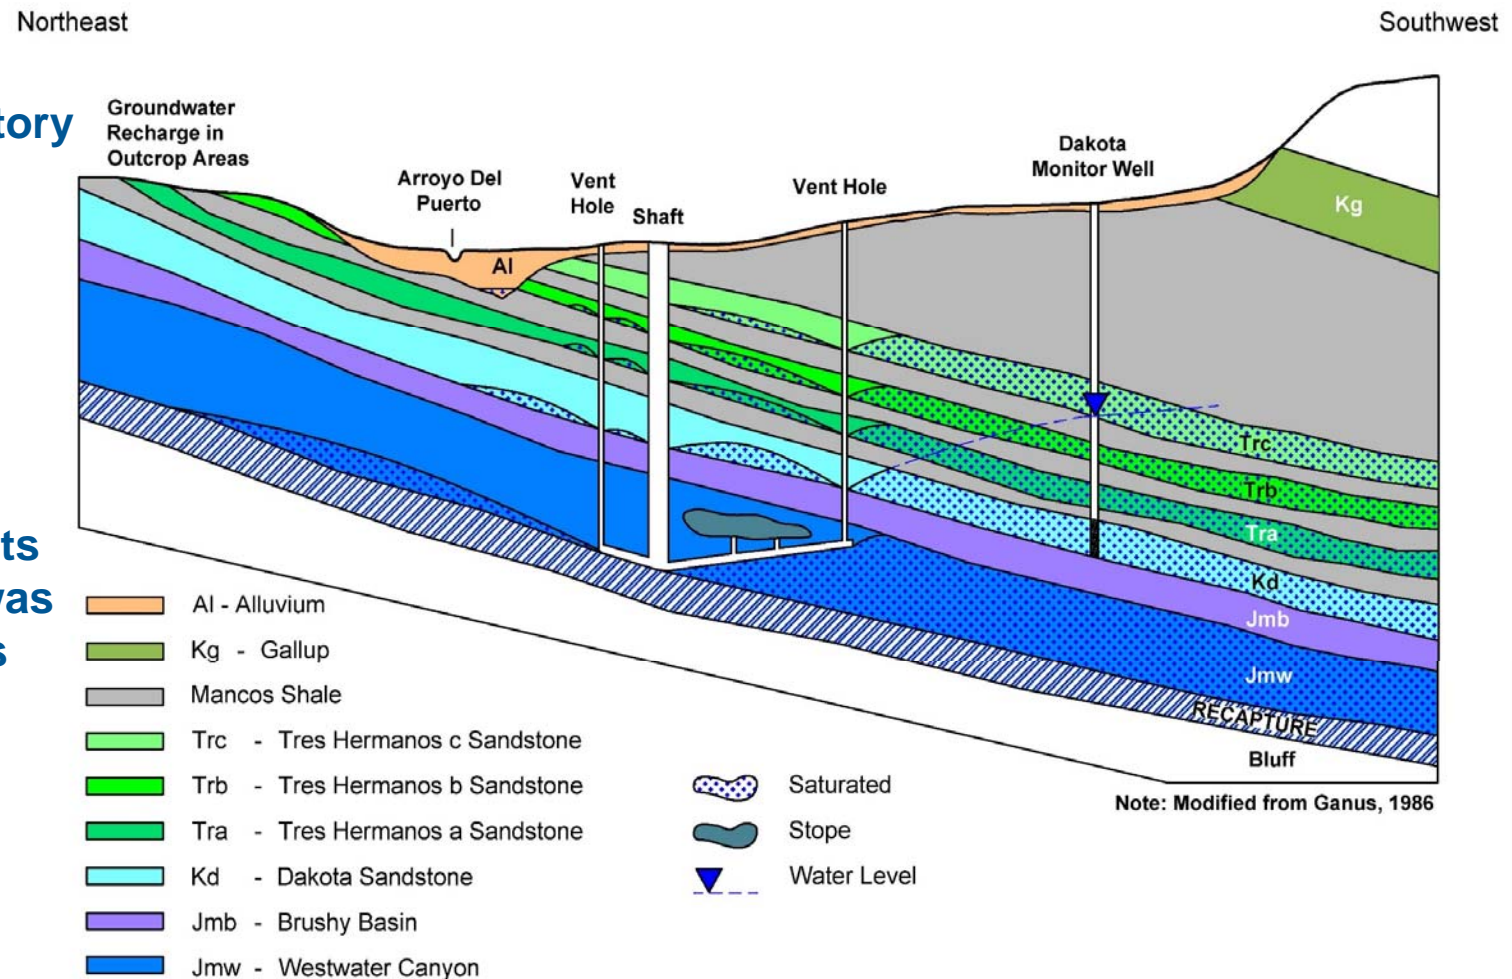 Northeast
Southwest
tory
Groundwater
Recharge in
Outcrop Areas
Arroyo Del
Puerto
Vent
Hole
Shaft
Vent Hole
Dakota
Monitor Well
Kg
Al
Trc
Trb
Tra
Kd
Jmb
Jmw
RECAPTURE
Bluff
Note: Modified from Ganus, 1986
ts
vas
s
Al - Alluvium
Kg - Gallup
Mancos Shale
Trc - Tres Hermanos c Sandstone
Trb - Tres Hermanos b Sandstone
Tra - Tres Hermanos a Sandstone
Kd - Dakota Sandstone
Jmb - Brushy Basin
Jmw - Westwater Canyon
Saturated
Stope
Water Level